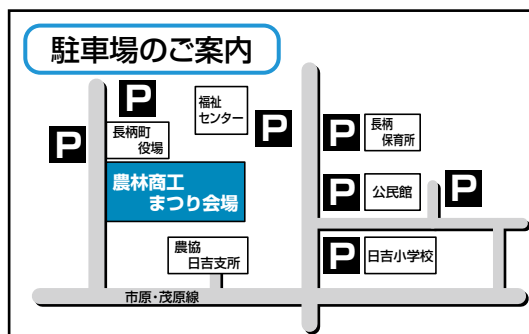 駐車場のご案内
P
福祉
センター
P
P
長柄
保育所
P
長柄町
役場
P
農林商工
まつり会場
P
公民館
P
農協
日吉支所
P
日吉小学校
市原・茂原線